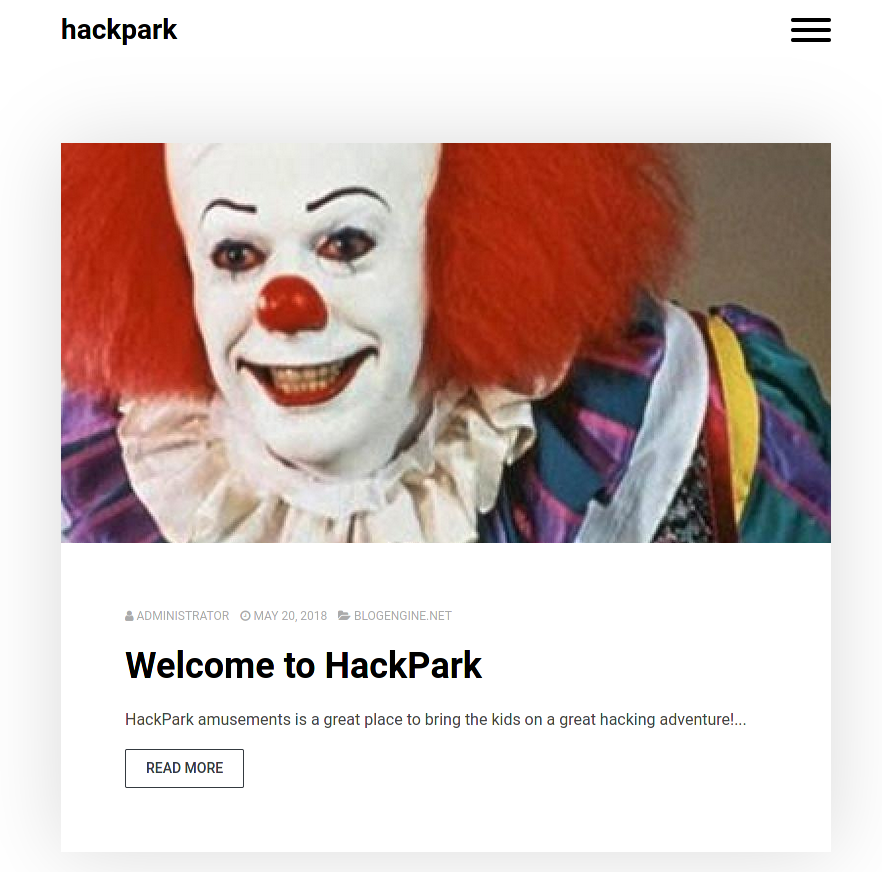 hackpark
ADMINISTRATOR MAY 20, 2018 BLOGENGINE.NET
Welcome to HackPark
HackPark amusements is a great place to bring the kids on a great hacking adventure!...
READ MORE